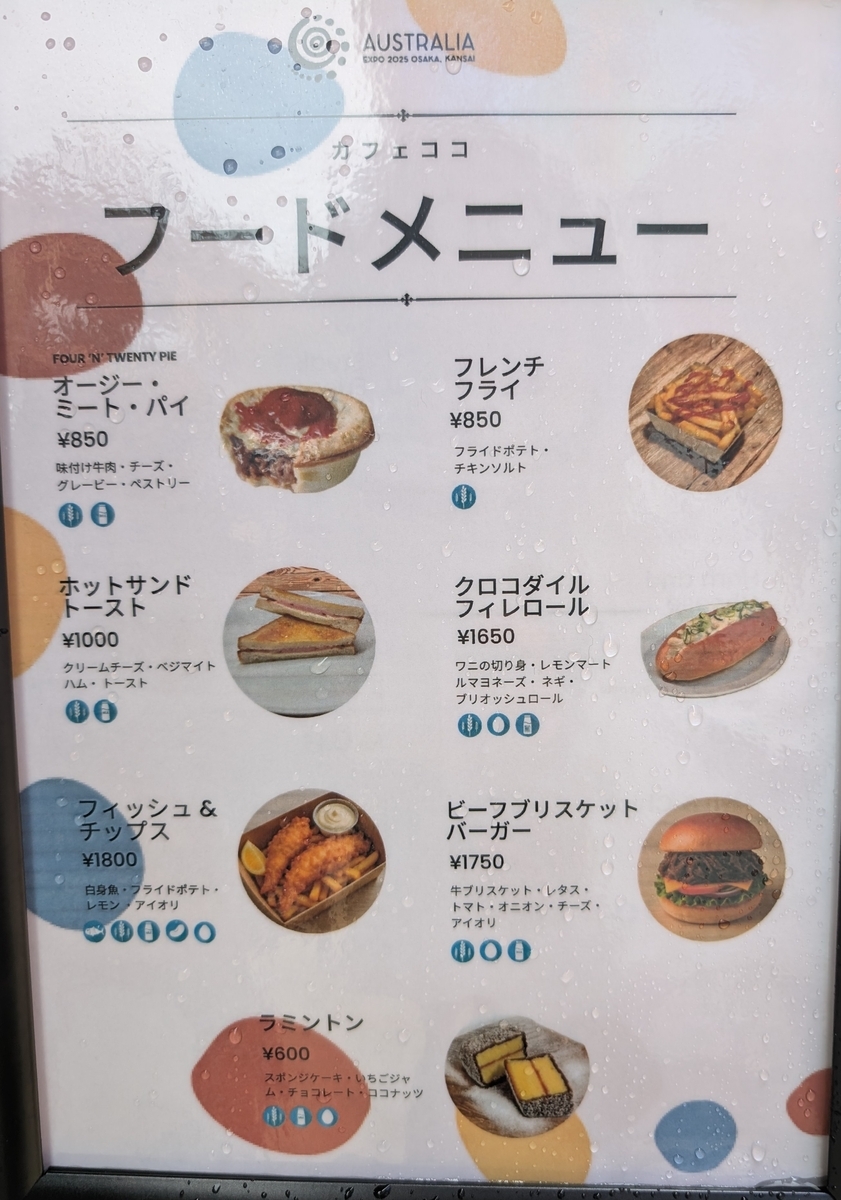 AUSTRALIA
EXPO 2025 OSAKA, KANSAI
カフェココ
フードメニュー
FOUR 'N' TWENTY PIE
オージー・
ミート・パイ
¥850
味付け牛肉・チーズ・
グレービー・ペストリー
フレンチ
フライ
¥850
フライドポテト・
チキンソルト
ホットサンド
トースト
¥1000
クリームチーズ・ベジマイト
ハム・トースト
クロコダイル
フィレロール
¥1650
ワニの切り身・レモンマート
ルマヨネーズ・ネギ・
ブリオッシュロール
フィッシュ &
チップス
¥1800
白身魚・フライドポテト・
レモン・アイオリ
ビーフブリスケット
バーガー
¥1750
牛ブリスケット・レタス・
トマト・オニオン・チーズ・
アイオリ
ラミントン
¥600
スポンジケーキ・いちごジャ
ム・チョコレート・ココナッツ